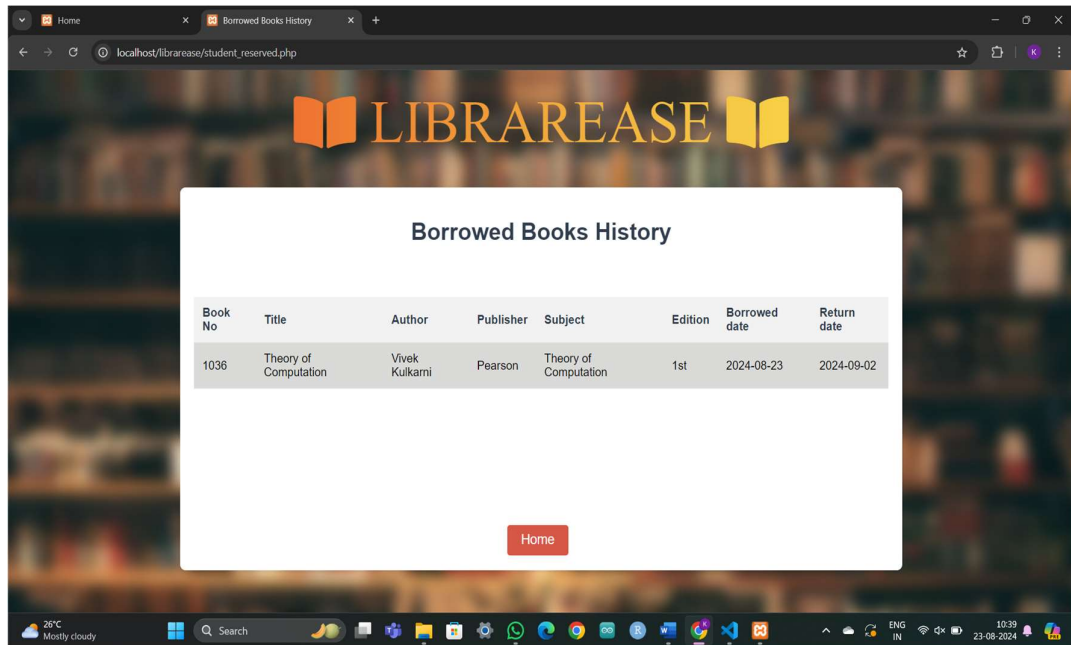 Home
Borrowed Books History
localhost/librarease/student_reserved.php
K
LIBRAREASE
Borrowed Books History
Book No Title Author Publisher Subject Edition Borrowed date Return date
1036 Theory of Computation Vivek Kulkarni Pearson Theory of Computation 1st 2024-08-23 2024-09-02
Home
26°C
Mostly cloudy
Search
R
K
ENG
IN
10:39
23-08-2024
PRE